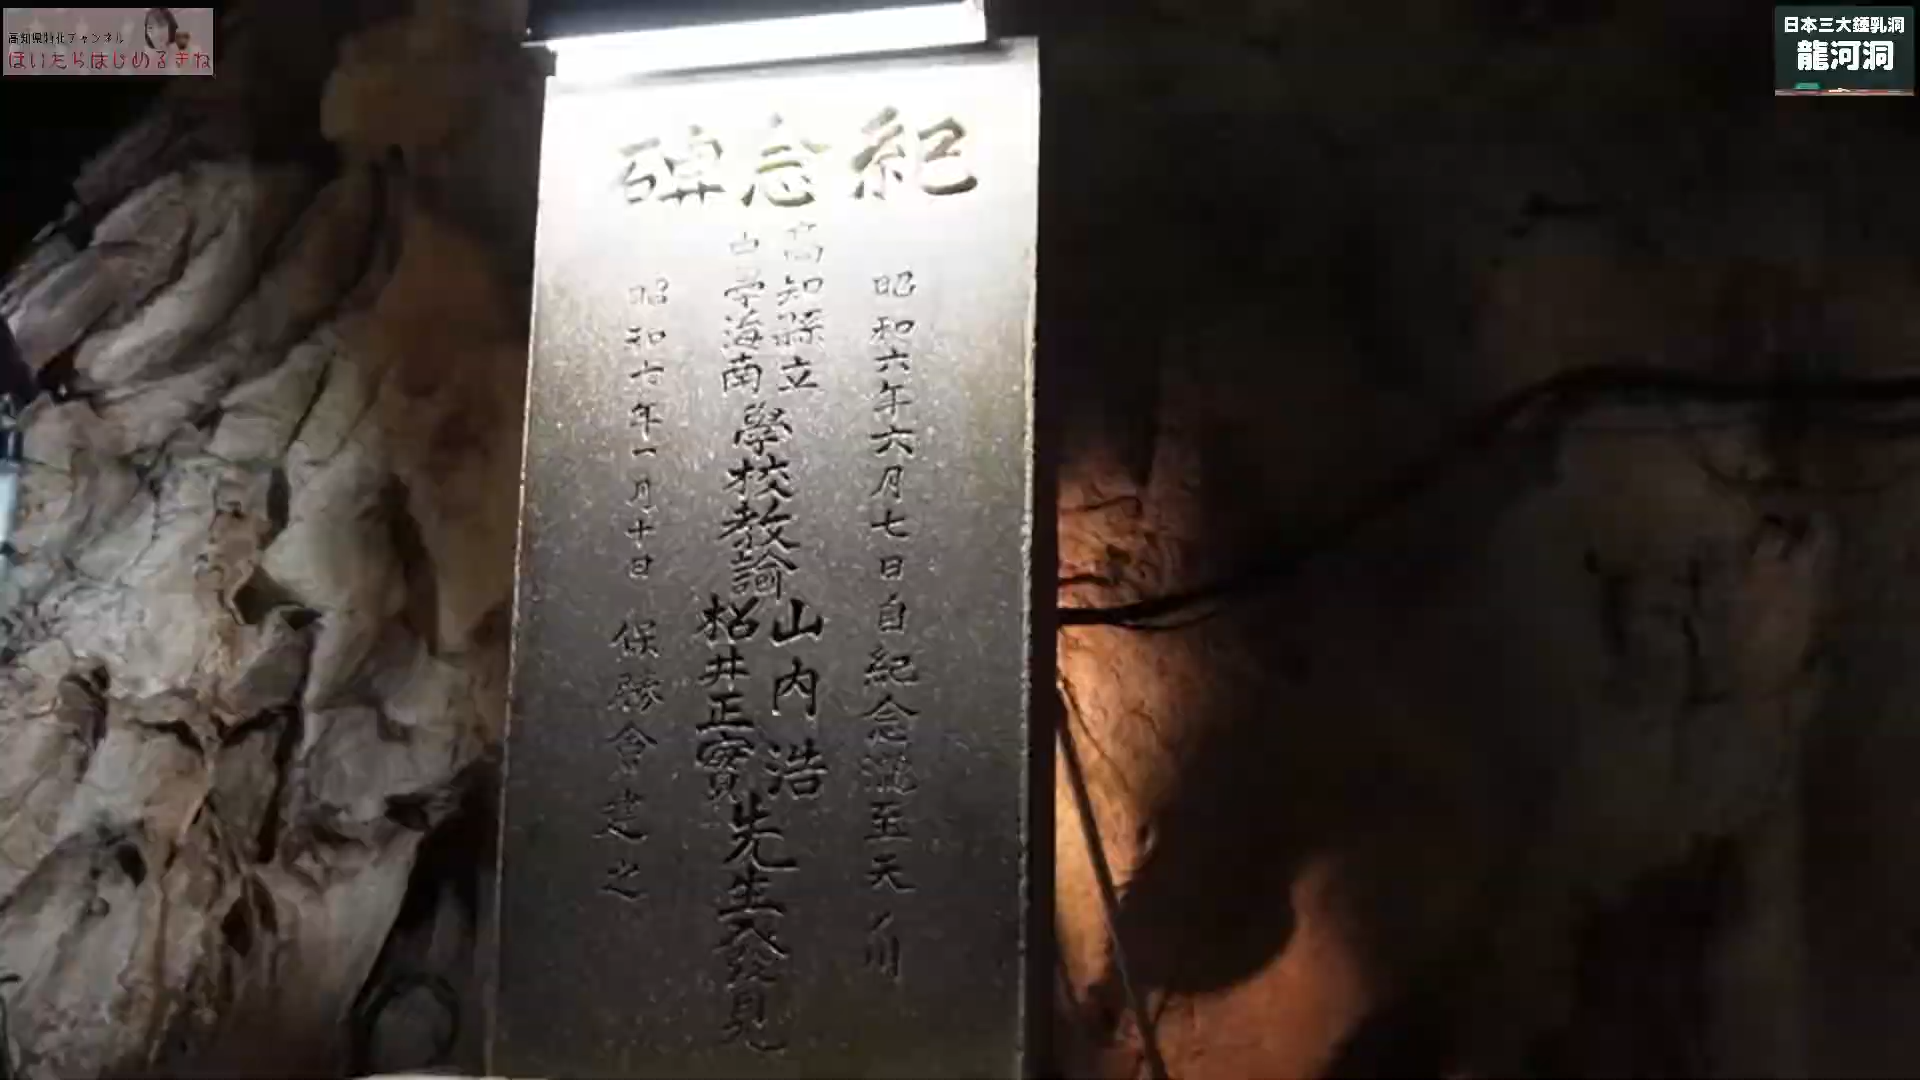 高知県特化チャンネル
ほいたらはじめるきね
日本三大鍾乳洞
龍河洞
紀念碑
昭和六年六月七日自紀念瀧至天ノ川
高知縣立
中學海南
學校教諭
山内浩
松井正實
先生發見
昭和七年一月十日 保勝會建之